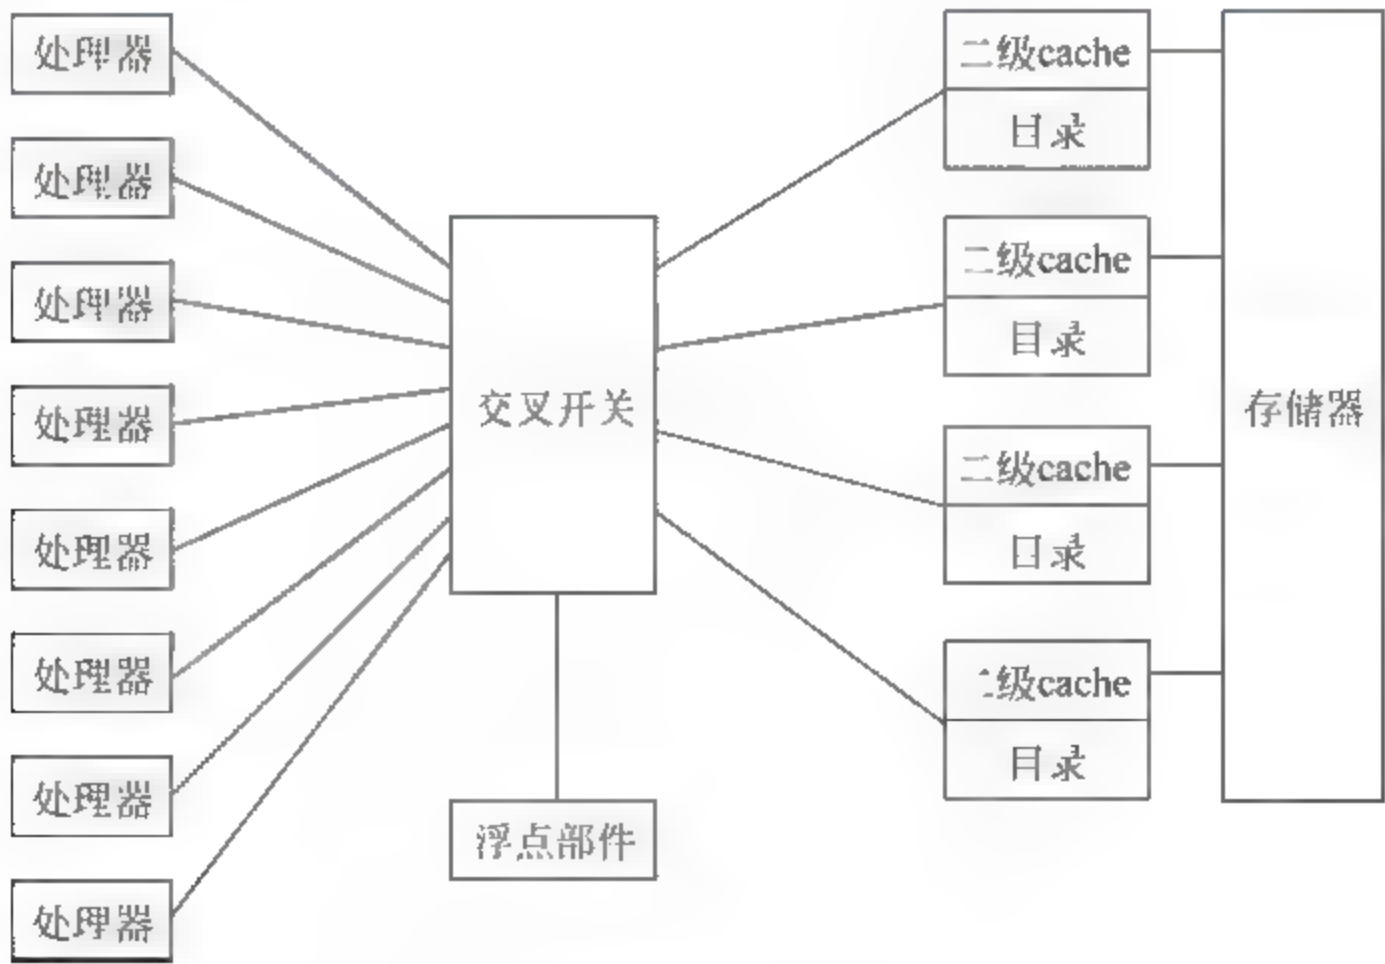 处理器
处理器
处理器
处理器
处理器
处理器
处理器
处理器
交叉开关
浮点部件
二级cache
目录
二级cache
目录
二级cache
目录
二级cache
目录
存储器